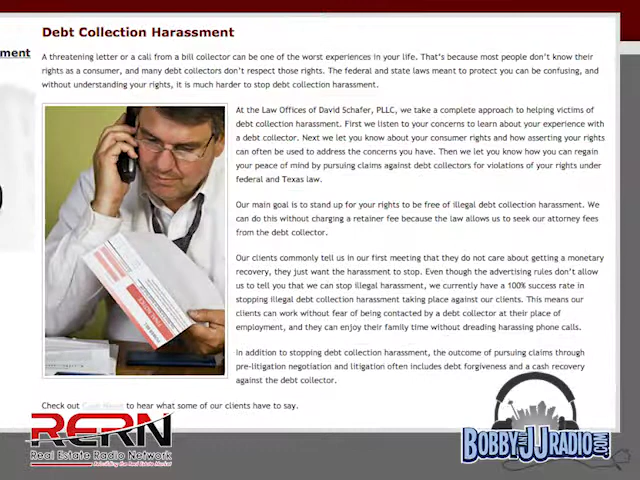 Debt Collection Harassment
ment
A threatening letter or a call from a bill collector can be one of the worst experiences in your life. That's because most people don't know their
rights as a consumer, and many debt collectors don't respect those rights. The federal and state laws meant to protect you can be confusing, and
without understanding your rights, it is much harder to stop debt collection harassment.
At the Law Offices of David Schafer, PLLC, we take a complete approach to helping victims of
debt collection harassment. First we listen to your concerns to learn about your experience with
a debt collector. Next we let you know about your consumer rights and how asserting your rights
can often be used to address the concerns you have. Then we let you know how you can regain
your peace of mind by pursuing claims against debt collectors for violations of your rights under
federal and Texas law.
Our main goal is to stand up for your rights to be free of illegal debt collection harassment. We
can do this without charging a retainer fee because the law allows us to seek our attorney fees
from the debt collector.
Our clients commonly tell us in our first meeting that they do not care about getting a monetary
recovery, they just want the harassment to stop. Even though the advertising rules don't allow
us to tell you that we can stop illegal harassment, we currently have a 100% success rate in
stopping illegal debt collection harassment taking place against our clients. This means our
clients can work without fear of being contacted by a debt collector at their place of
employment, and they can enjoy their family time without dreading harassing phone calls.
In addition to stopping debt collection harassment, the outcome of pursuing claims through
pre-litigation negotiation and litigation often includes debt forgiveness and a cash recovery
against the debt collector.
Check out to hear what some of our clients have to say.
RERN
Real Estate Radio Network
Rebuilding the Real Estate Market
BOBBY AND JJRADIO.COM